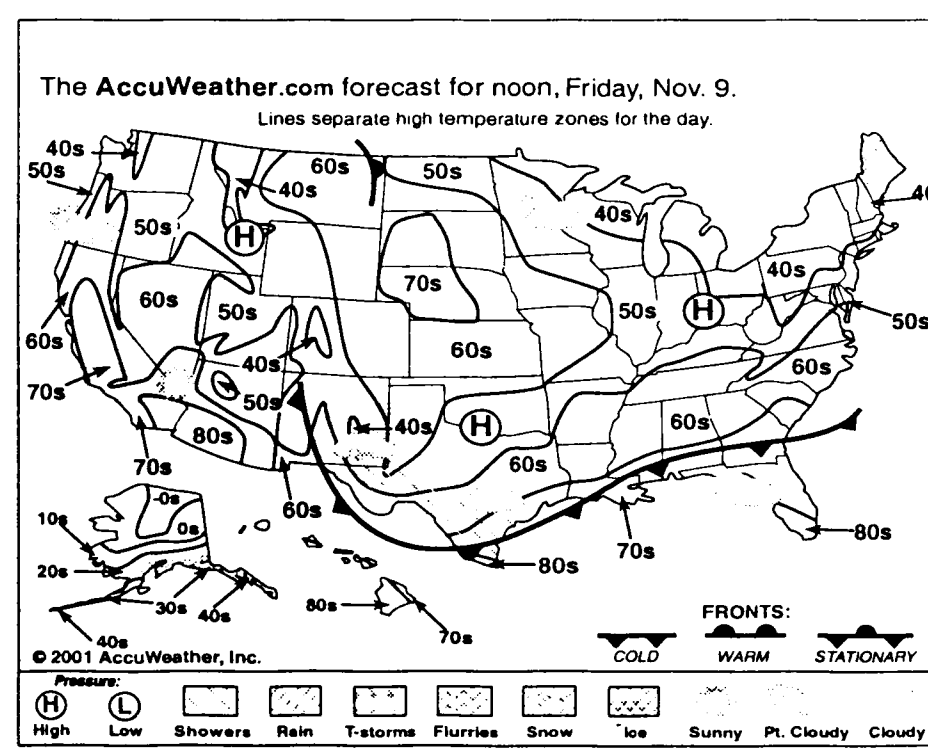 The AccuWeather.com forecast for noon, Friday, Nov. 9.
Lines separate high temperature zones for the day.
40s
60s
50s
50s
40s
40s
40
50s
H
40s
70s
60s
50s
50s
H
60s
40s
60s
50s
60s
70s
50s
40s
H
60s
80s
60s
70s
60s
-0s
0s
10s
80s
70s
80s
20s
30s
40s
80s
70s
40s
FRONTS:
COLD WARM STATIONARY
© 2001 AccuWeather, Inc.
Pressure:
H L
High Low Showers Rain T-storms Flurries Snow Ice Sunny Pt. Cloudy Cloudy